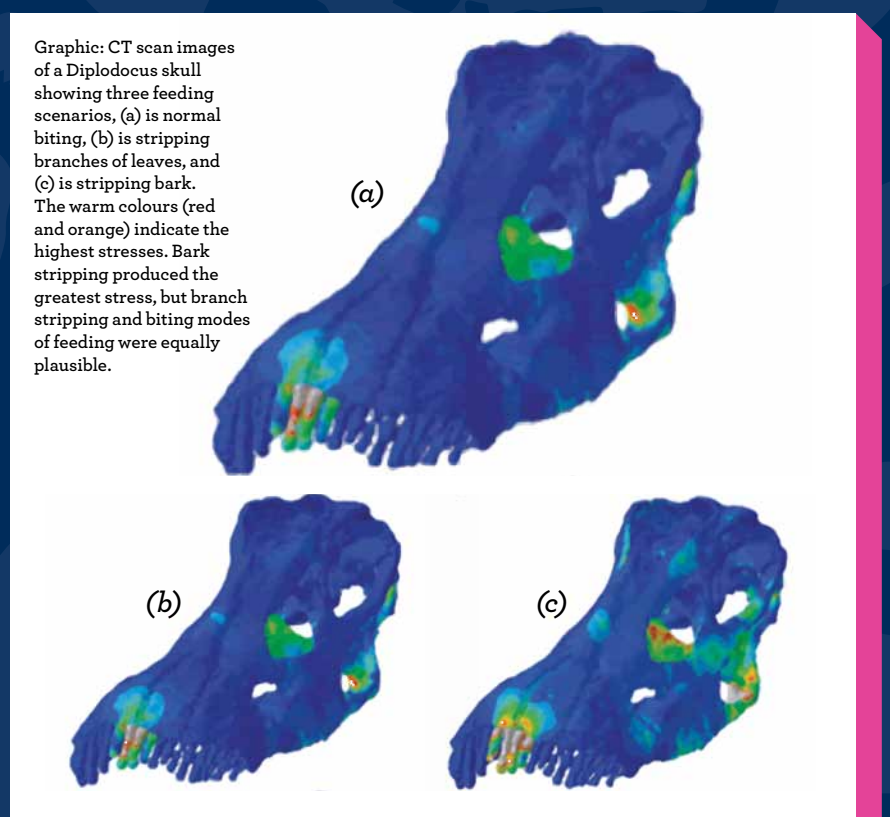 Graphic: CT scan images
of a Diplodocus skull
showing three feeding
scenarios, (a) is normal
biting, (b) is stripping
branches of leaves, and
(c) is stripping bark.
The warm colours (red
and orange) indicate the
highest stresses. Bark
stripping produced the
greatest stress, but branch
stripping and biting modes
of feeding were equally
plausible.
(a)
(b)
(c)